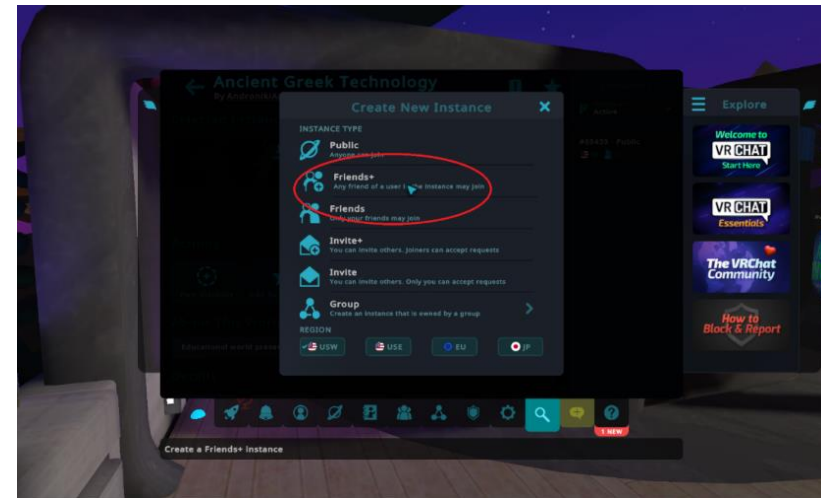 Ancient Greek Technology
Create New Instance
Explore
INSTANCE TYPE
Public
Anyone can join
Friends+
Any friend of a user in the instance may join
Friends
Only your friends may join
Invite+
You can invite others. Joiners can accept requests
Invite
You can invite others. Only you can accept requests
Group
Create an instance that is owned by a group
REGION
USW
USE
EU
JP
Welcome to
VRCHAT
Start Here
VRCHAT
Essentials
The VRChat
Community
How to
Block & Report
1 NEW
Create a Friends+ instance